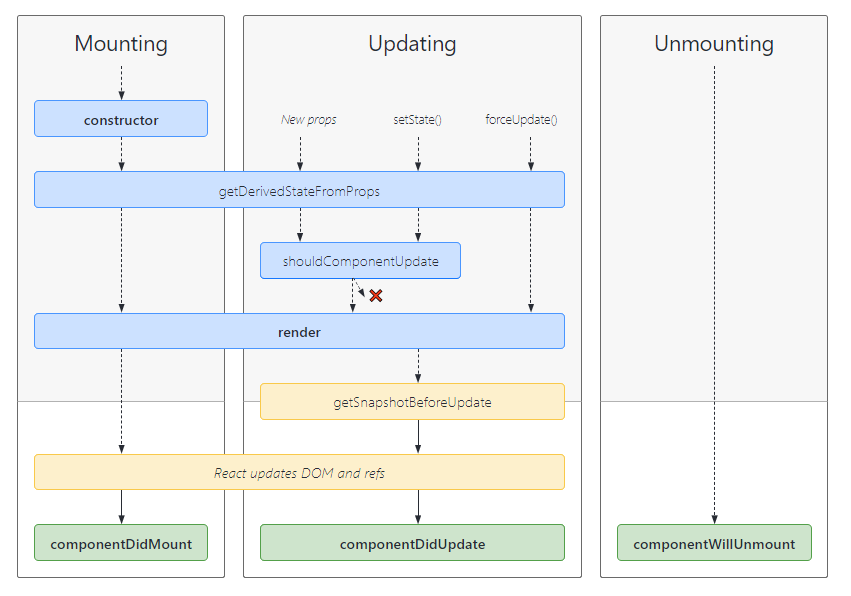 Mounting
Updating
Unmounting
constructor
New props
setState()
forceUpdate()
getDerivedStateFromProps
shouldComponentUpdate
render
getSnapshotBeforeUpdate
React updates DOM and refs
componentDidMount
componentDidUpdate
componentWillUnmount